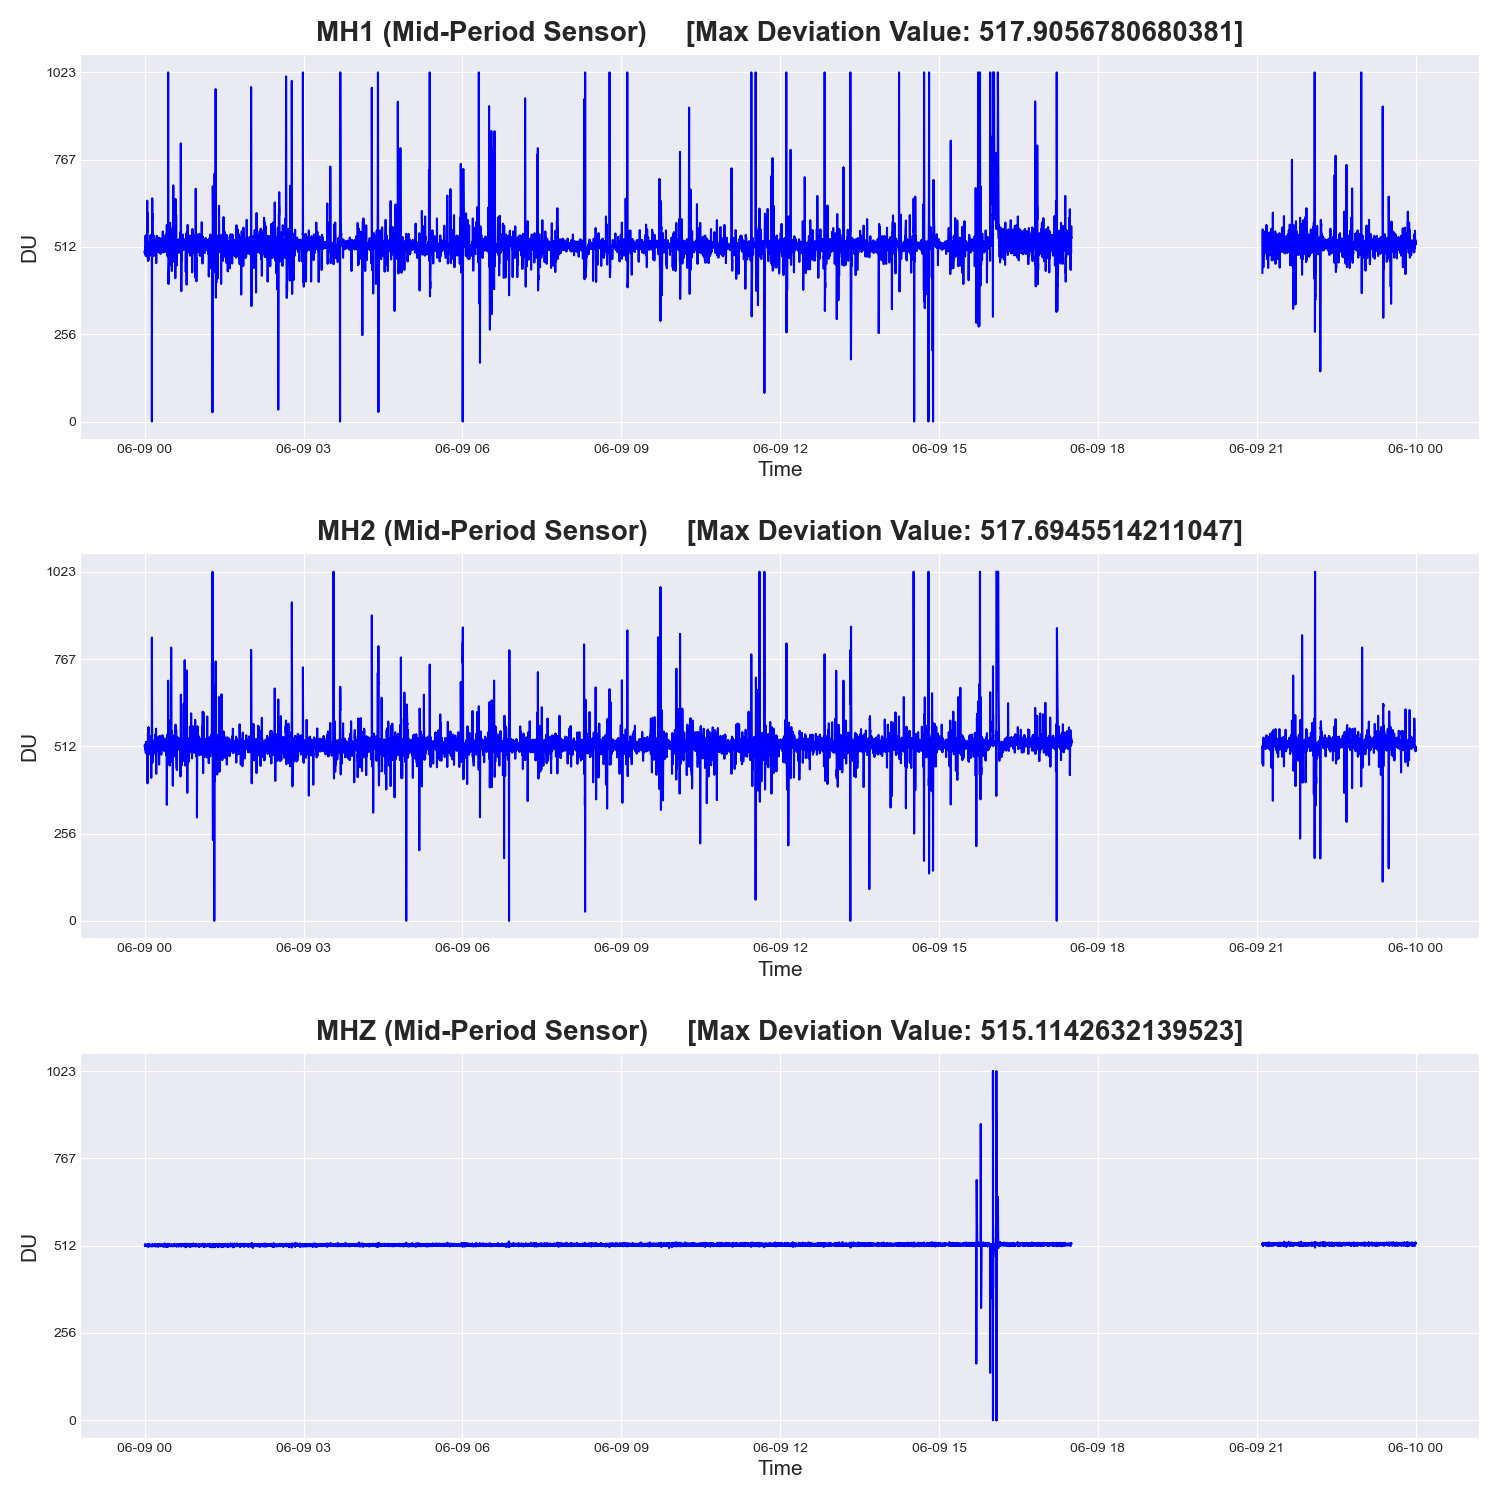 MH1 (Mid-Period Sensor) [Max Deviation Value: 517.9056780680381]
1023
767
512
256
0
DU
06-09 00 06-09 03 06-09 06 06-09 09 06-09 12 06-09 15 06-09 18 06-09 21 06-10 00
Time
MH2 (Mid-Period Sensor) [Max Deviation Value: 517.6945514211047]
1023
767
512
256
0
DU
06-09 00 06-09 03 06-09 06 06-09 09 06-09 12 06-09 15 06-09 18 06-09 21 06-10 00
Time
MHZ (Mid-Period Sensor) [Max Deviation Value: 515.1142632139523]
1023
767
512
256
0
DU
06-09 00 06-09 03 06-09 06 06-09 09 06-09 12 06-09 15 06-09 18 06-09 21 06-10 00
Time